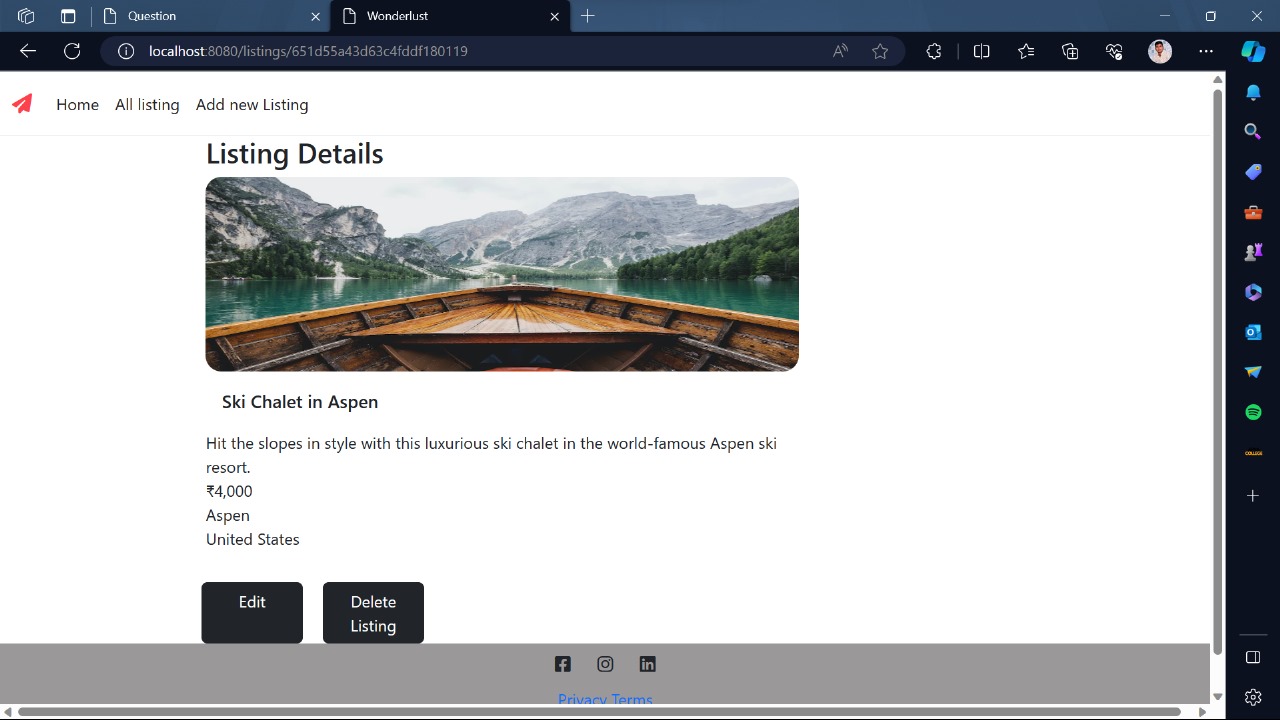 Question
Wonderlust
localhost:8080/listings/651d55a43d63c4fddf180119
Home All listing Add new Listing
Listing Details
Ski Chalet in Aspen
Hit the slopes in style with this luxurious ski chalet in the world-famous Aspen ski
resort.
₹4,000
Aspen
United States
Edit
Delete
Listing
Privacy Terms
COLLEGE